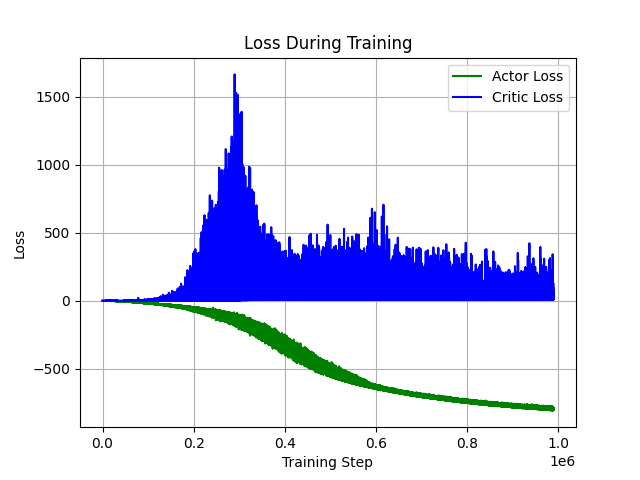 Loss During Training
Actor Loss
Critic Loss
Loss
1500
1000
500
0
−500
0.0 0.2 0.4 0.6 0.8 1.0
1e6
Training Step